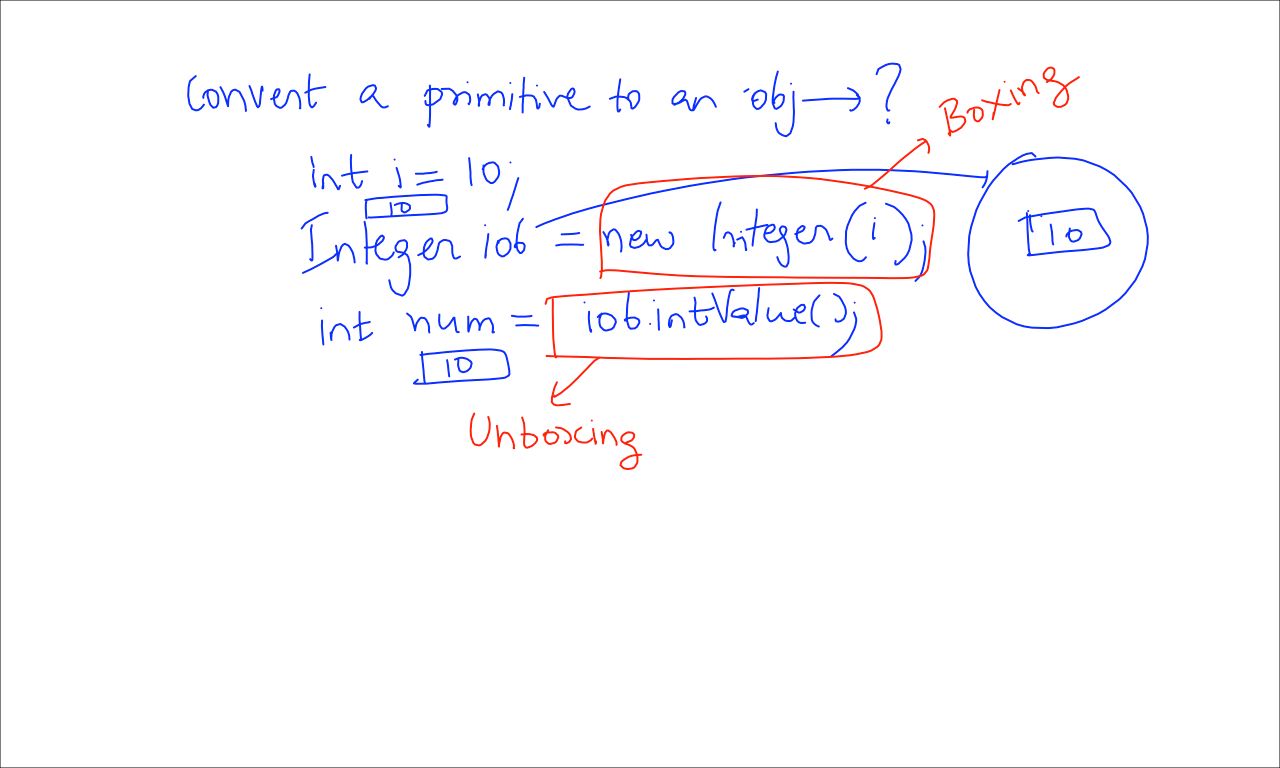 Convert a primitive to an obj → ?
Boxing
int i = 10;
10
Integer iob = new Integer(i);
10
int num = iob.intValue();
10
Unboxing